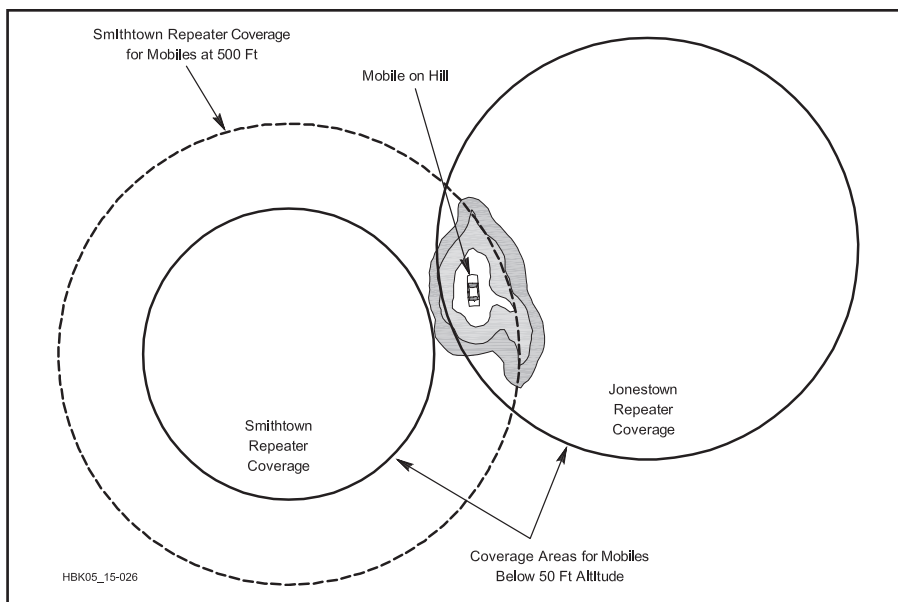 Smithtown Repeater Coverage
for Mobiles at 500 Ft
Mobile on Hill
Smithtown
Repeater
Coverage
Jonestown
Repeater
Coverage
Coverage Areas for Mobiles
Below 50 Ft Altitude
HBK05_15-026